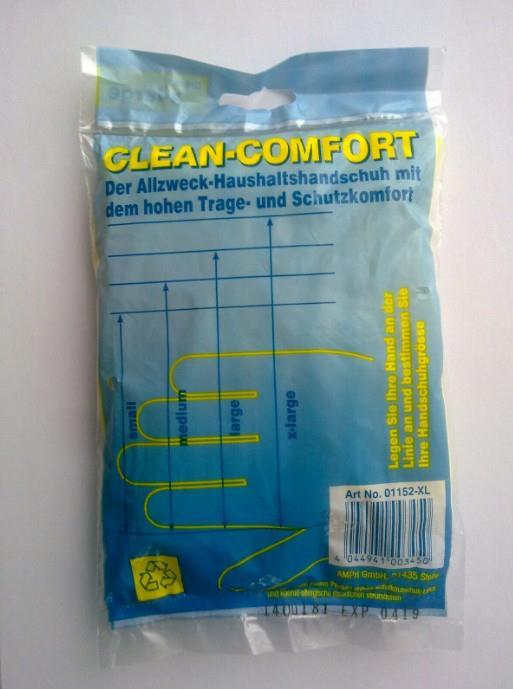 CLEAN-COMFORT
Der Allzweck-Haushaltshandschuh mit
dem hohen Trage- und Schutzkomfort
small
medium
large
x-large
Legen Sie Ihre Hand an der
Linie an und bestimmen Sie
Ihre Handschuhgrösse
Art No. 01152-XL
4 044941 003450
GmbH,
EXP 0419